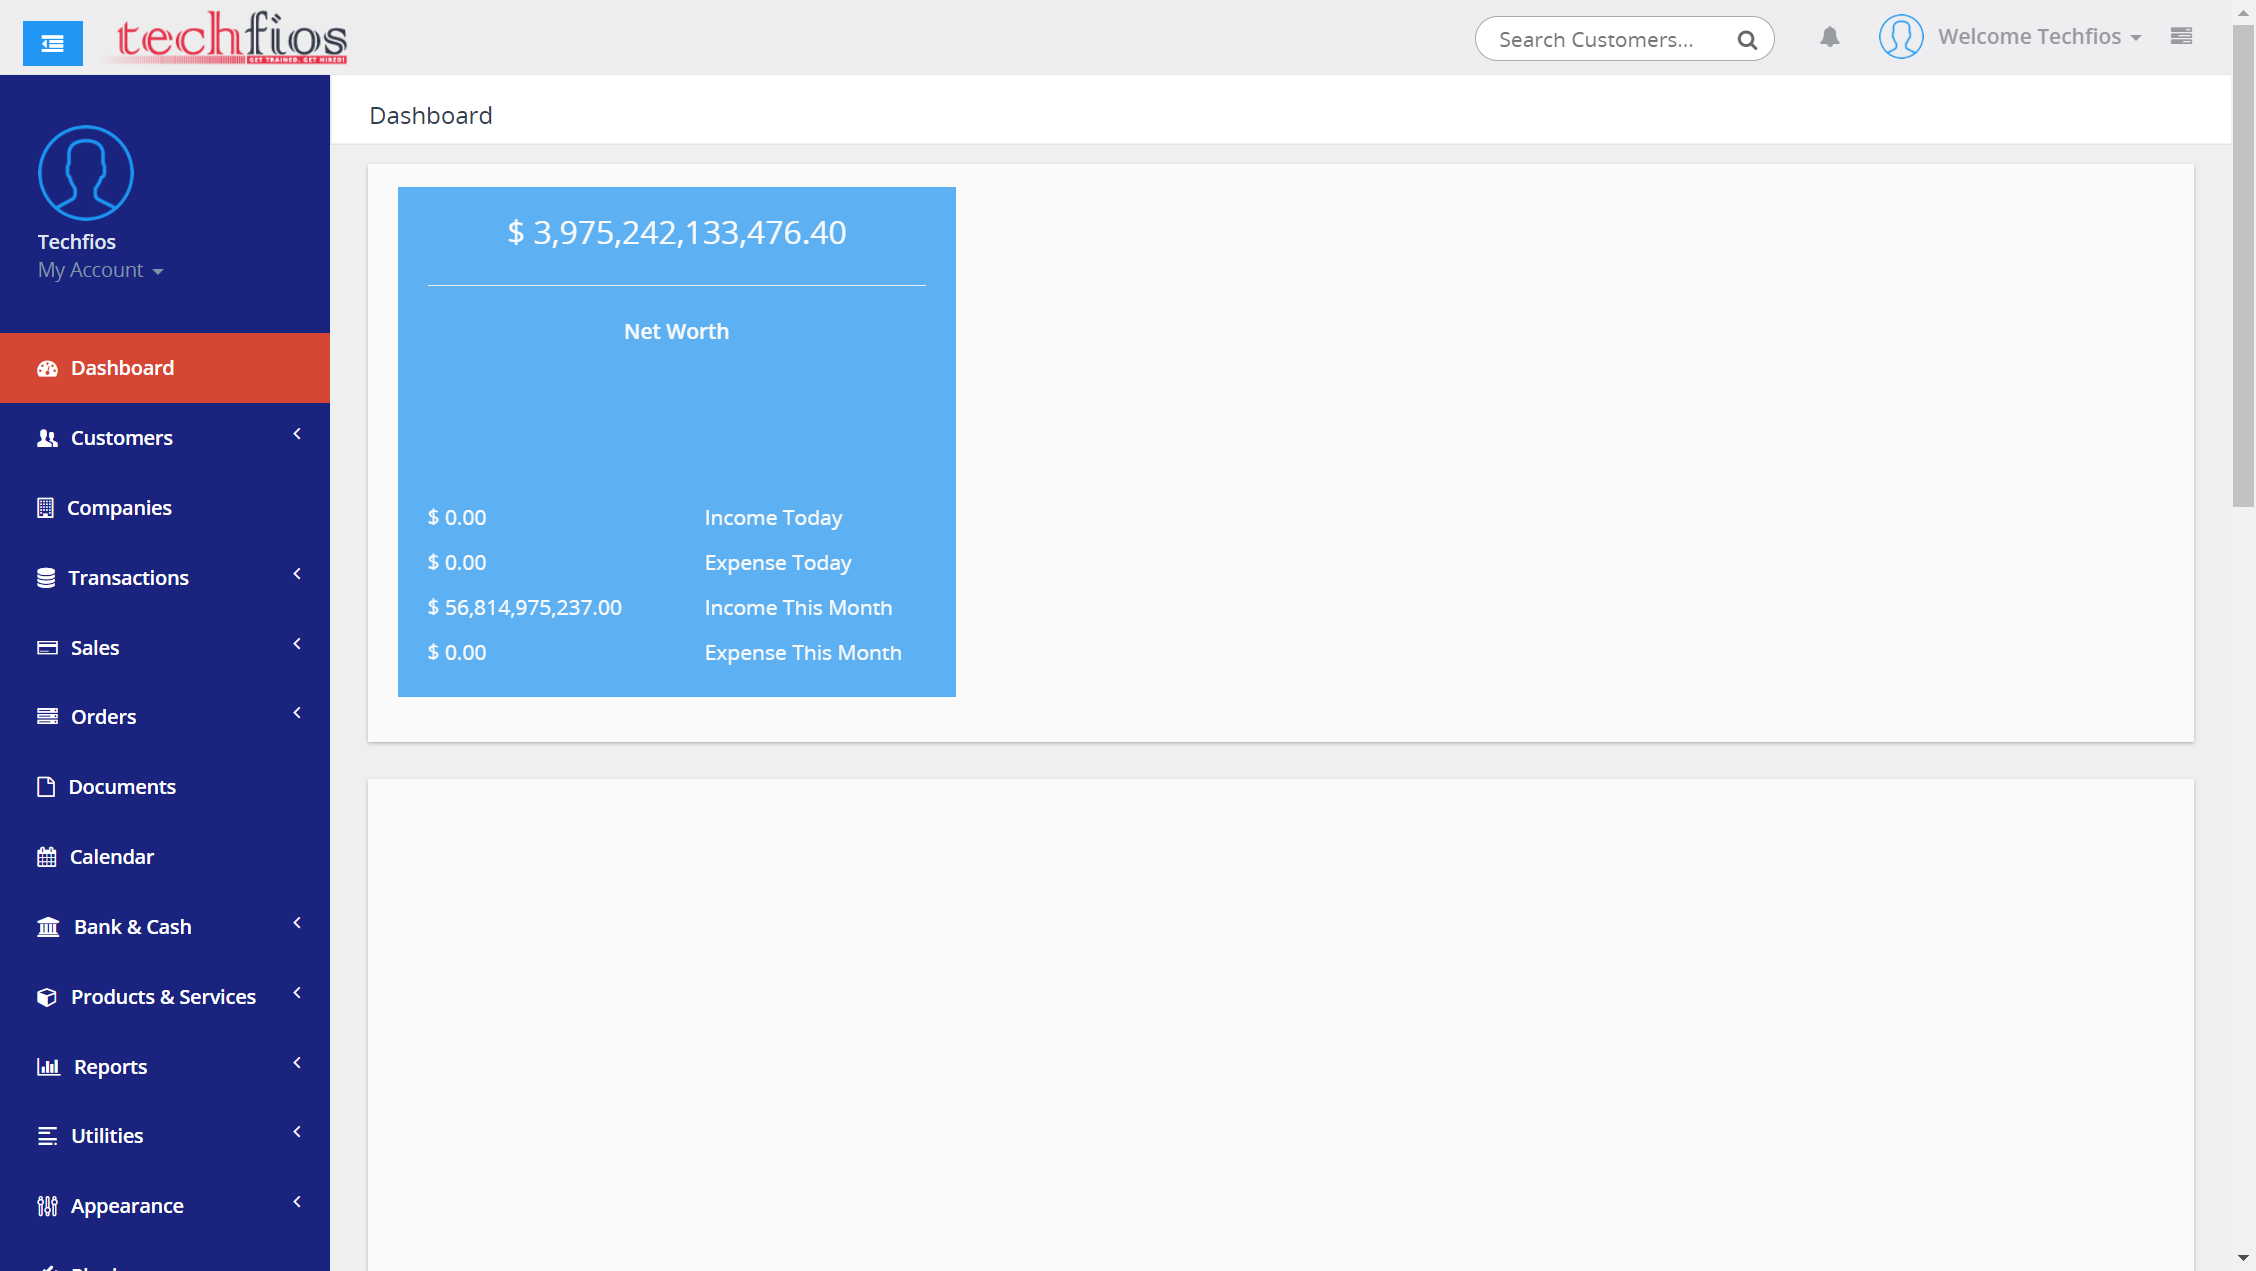 techfios
GET TRAINED. GET HIRED!
Search Customers...
Welcome Techfios
Techfios
My Account
Dashboard
Customers
Companies
Transactions
Sales
Orders
Documents
Calendar
Bank & Cash
Products & Services
Reports
Utilities
Appearance
Dashboard
$ 3,975,242,133,476.40
Net Worth
$ 0.00 Income Today
$ 0.00 Expense Today
$ 56,814,975,237.00 Income This Month
$ 0.00 Expense This Month